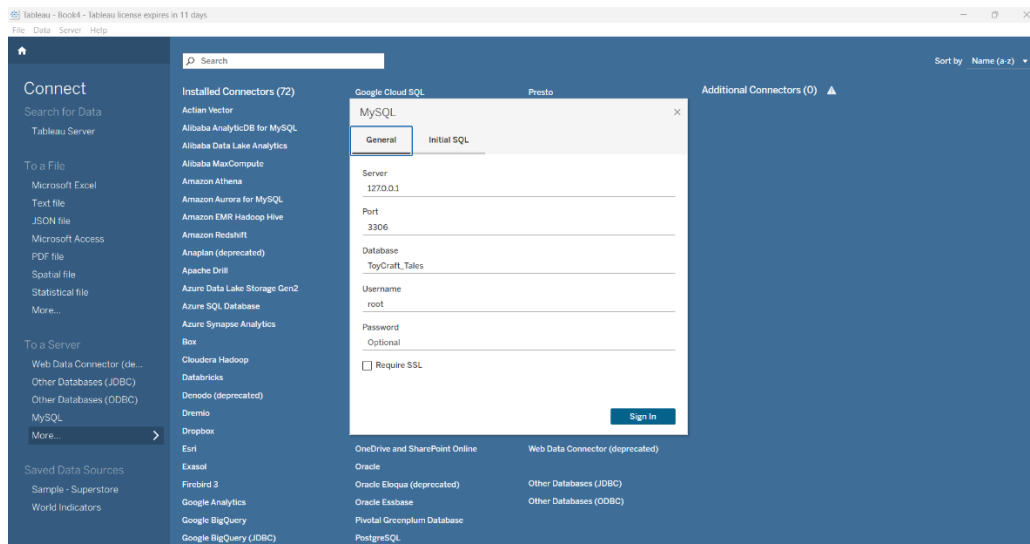 Tableau - Book4 - Tableau license expires in 11 days
File Data Server Help
Search
Sort by Name (a-z)
Connect
Search for Data
Tableau Server
To a File
Microsoft Excel
Text file
JSON file
Microsoft Access
PDF file
Spatial file
Statistical file
More...
To a Server
Web Data Connector (de...
Other Databases (JDBC)
Other Databases (ODBC)
MySQL
More...
Saved Data Sources
Sample - Superstore
World Indicators
Installed Connectors (72)
Actian Vector
Alibaba AnalyticDB for MySQL
Alibaba Data Lake Analytics
Alibaba MaxCompute
Amazon Athena
Amazon Aurora for MySQL
Amazon EMR Hadoop Hive
Amazon Redshift
Anaplan (deprecated)
Apache Drill
Azure Data Lake Storage Gen2
Azure SQL Database
Azure Synapse Analytics
Box
Cloudera Hadoop
Databricks
Denodo (deprecated)
Dremio
Dropbox
Esri
Exasol
Firebird 3
Google Analytics
Google BigQuery
Google BigQuery (JDBC)
Google Cloud SQL
MySQL
General Initial SQL
Server
127.0.0.1
Port
3306
Database
ToyCraft_Tales
Username
root
Password
Optional
Require SSL
Sign In
OneDrive and SharePoint Online
Oracle
Oracle Eloqua (deprecated)
Oracle Essbase
Pivotal Greenplum Database
PostgreSQL
Presto
Web Data Connector (deprecated)
Other Databases (JDBC)
Other Databases (ODBC)
Additional Connectors (0)